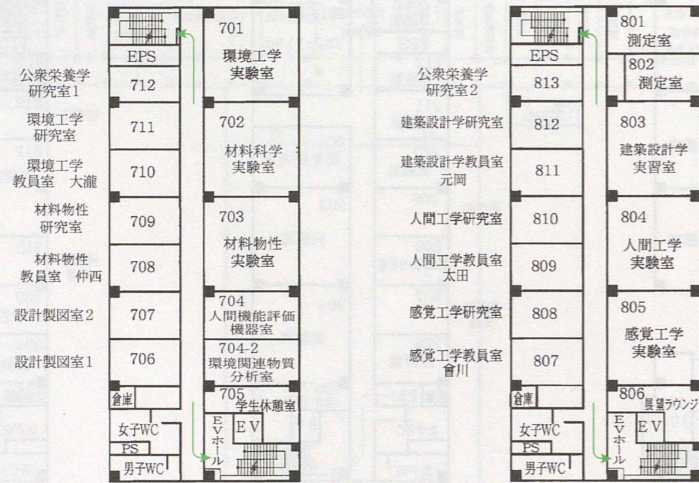 701
環境工学
実験室
EPS
公衆栄養学
研究室1
712
環境工学
研究室
711
702
材料科学
実験室
環境工学
教員室 大瀧
710
材料物性
研究室
709
703
材料物性
実験室
材料物性
教員室 仲西
708
設計製図室2
707
704
人間機能評価
機器室
設計製図室1
706
704-2
環境関連物質
分析室
705
学生休憩室
倉庫
EVホール
EV
女子WC
PS
男子WC
801
測定室
EPS
802
測定室
公衆栄養学
研究室2
813
建築設計学研究室
812
803
建築設計学
実習室
建築設計学教員室
元岡
811
人間工学研究室
810
804
人間工学
実験室
人間工学教員室
太田
809
感覚工学研究室
808
805
感覚工学
実験室
感覚工学教員室
會川
807
806
展望ラウンジ
倉庫
EVホール
EV
女子WC
PS
男子WC